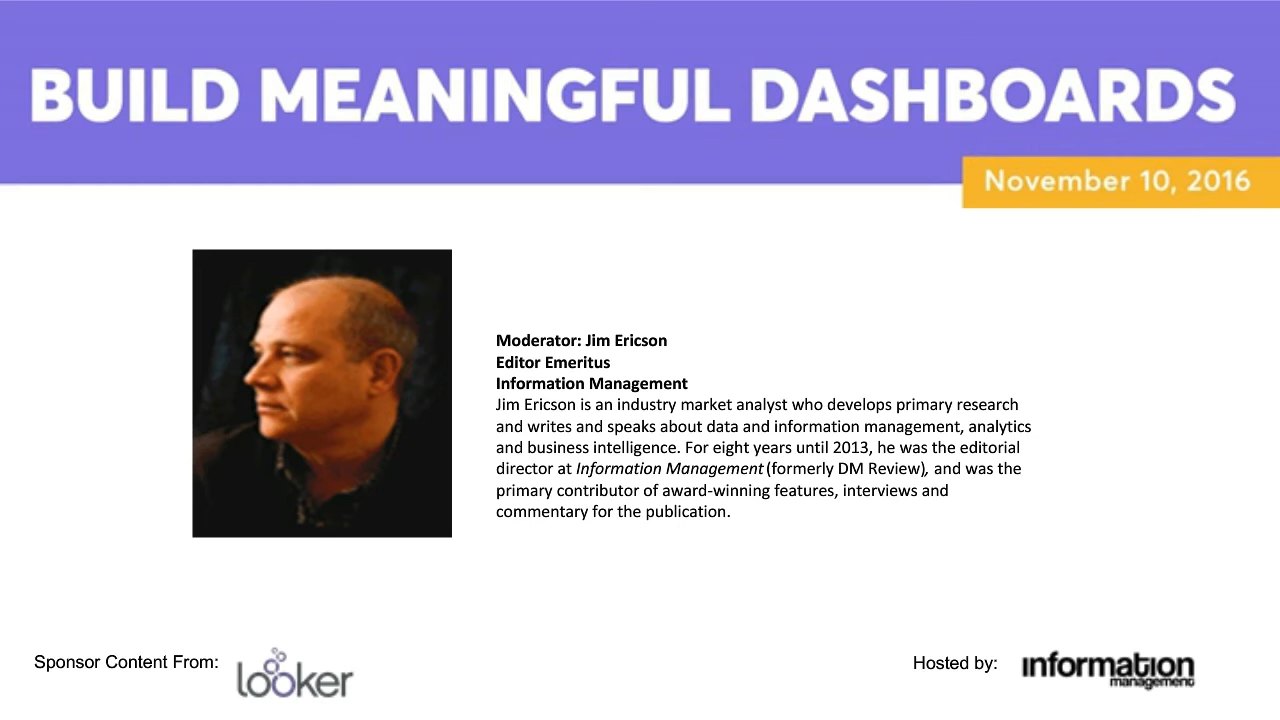 BUILD MEANINGFUL DASHBOARDS
November 10, 2016
Moderator: Jim Ericson
Editor Emeritus
Information Management
Jim Ericson is an industry market analyst who develops primary research
and writes and speaks about data and information management, analytics
and business intelligence. For eight years until 2013, he was the editorial
director at Information Management (formerly DM Review), and was the
primary contributor of award-winning features, interviews and
commentary for the publication.
Sponsor Content From:
looker
Hosted by:
information
management